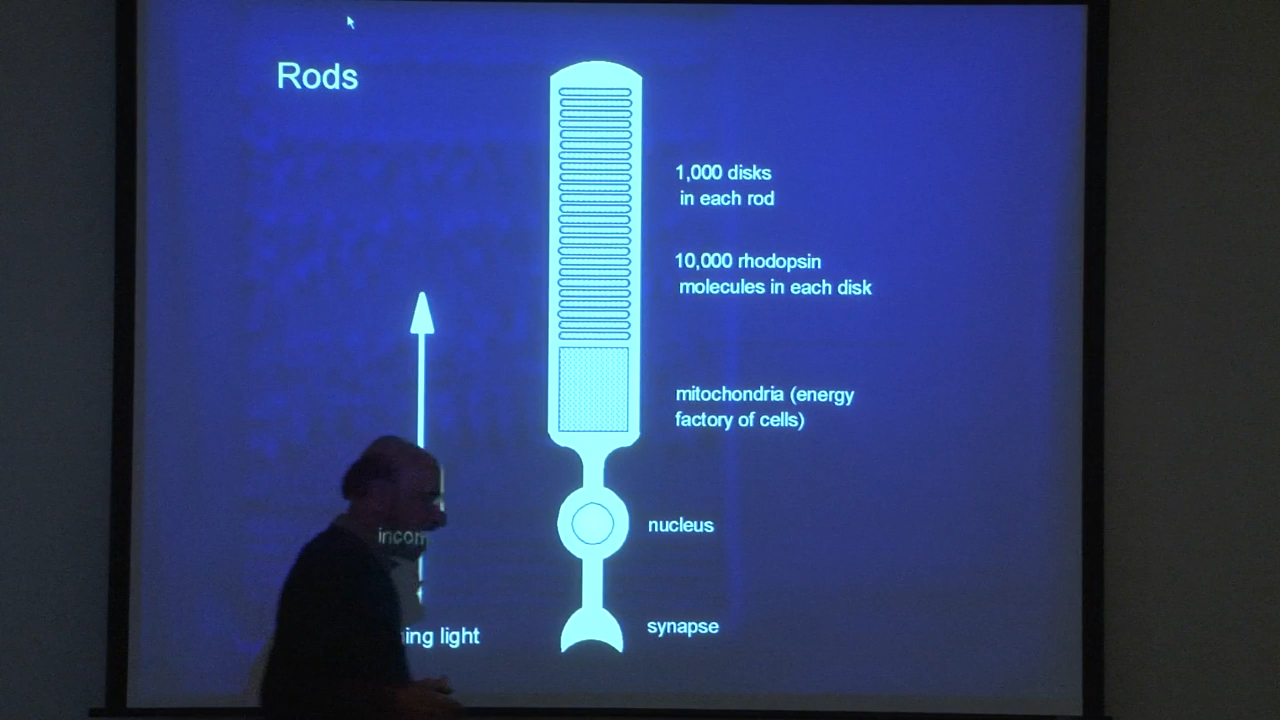 Rods
1,000 disks
in each rod
10,000 rhodopsin
molecules in each disk
mitochondria (energy
factory of cells)
nucleus
synapse
light